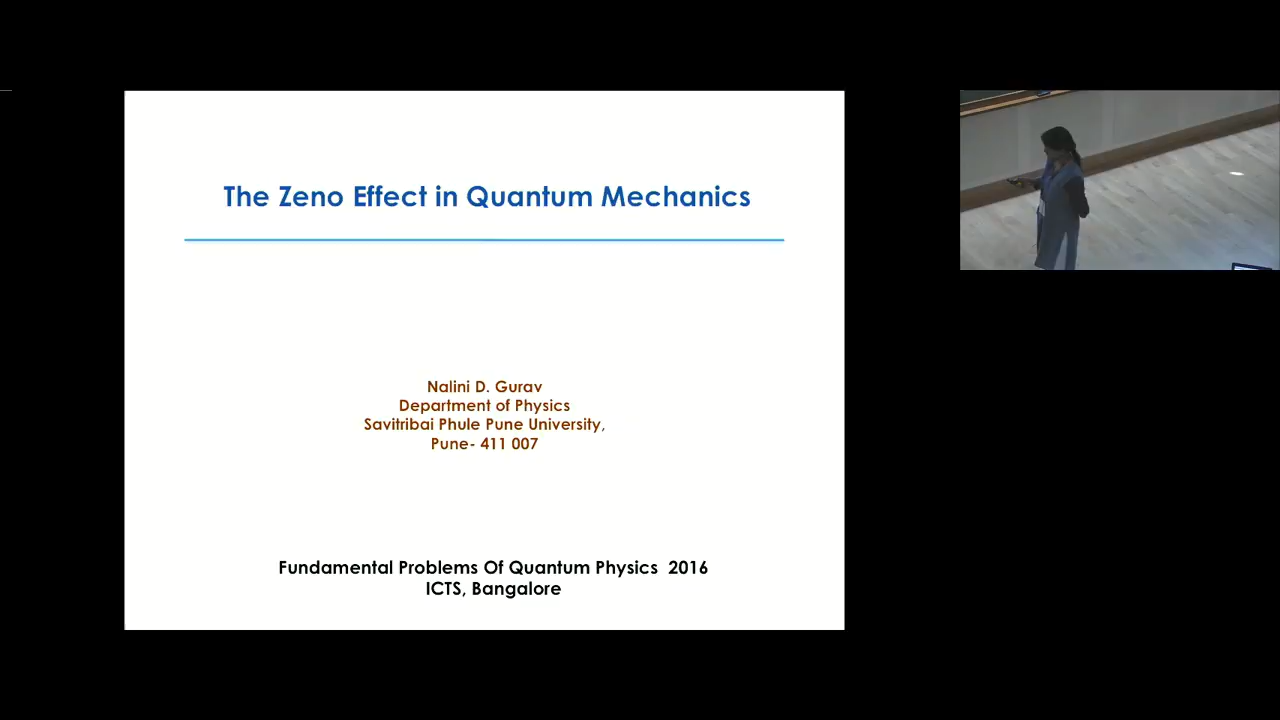 The Zeno Effect in Quantum Mechanics
Nalini D. Gurav
Department of Physics
Savitribai Phule Pune University,
Pune- 411 007
Fundamental Problems Of Quantum Physics  2016
ICTS, Bangalore